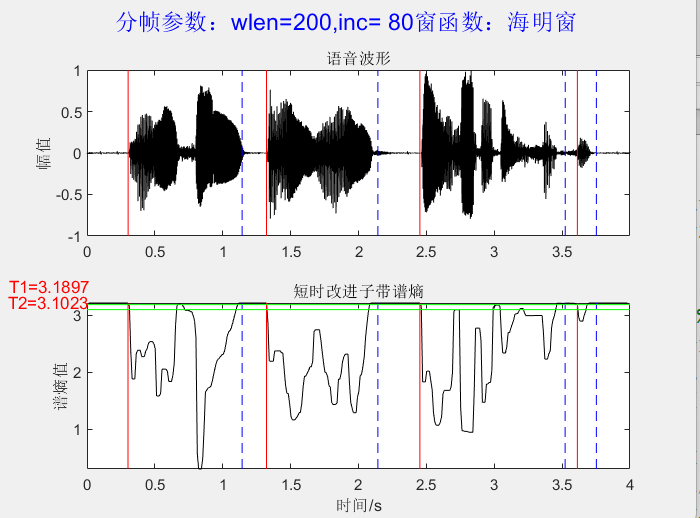 分帧参数：wlen=200,inc= 80窗函数：海明窗
语音波形
1
0.5
0
-0.5
-1
幅值
0 0.5 1 1.5 2 2.5 3 3.5
T1=3.1897
T2=3.1023
短时改进子带谱熵
3
2
1
谱熵值
0 0.5 1 1.5 2 2.5 3 3.5 4
时间/s